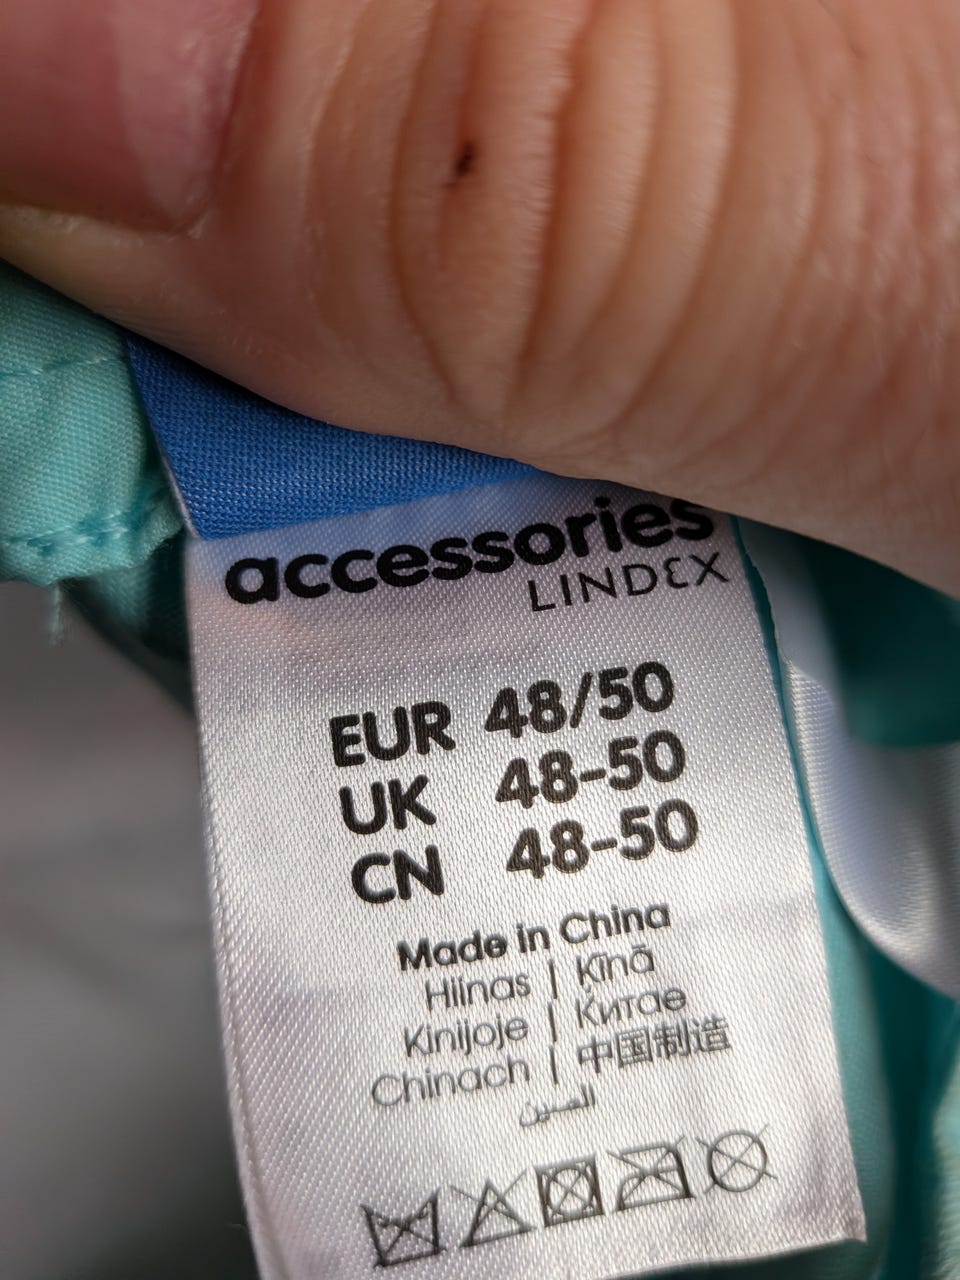 accessories
LINDEX
EUR 48/50
UK 48-50
CN 48-50
Made in China
Hiinas | Ķīnā
Kinijoje | Китае
Chinach | 中国制造
الصين